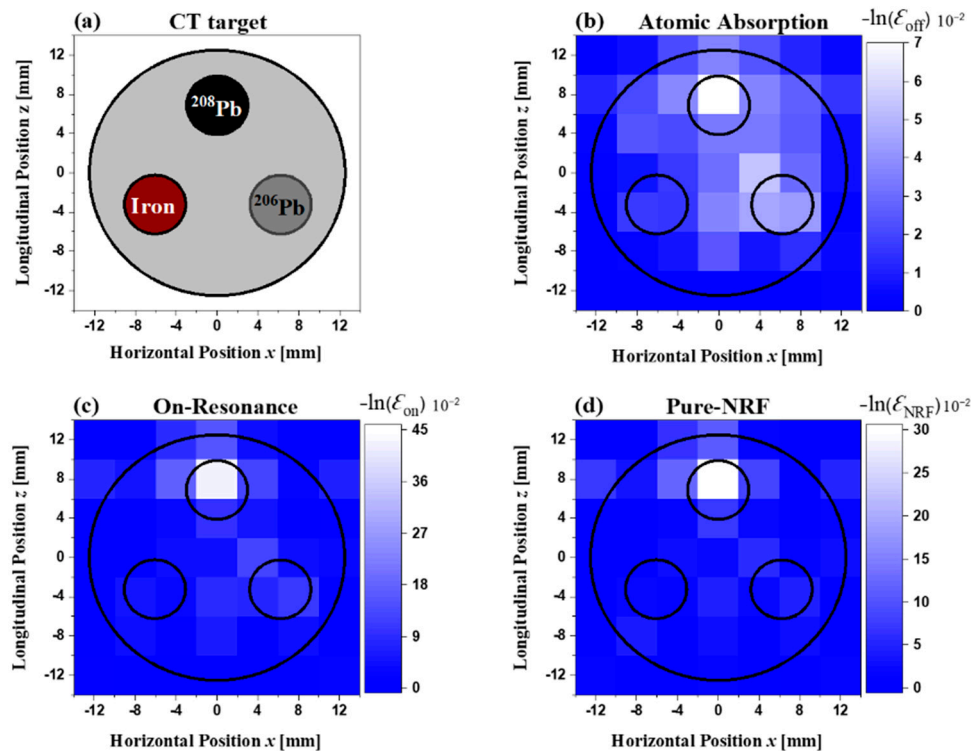 (a) CT target
Longitudinal Position z [mm]
12
8
4
0
-4
-8
-12
²⁰⁸Pb
Iron
²⁰⁶Pb
-12 -8 -4 0 4 8 12
Horizontal Position x [mm]
(b) Atomic Absorption
−ln(ℰoff) 10⁻²
Longitudinal Position z [mm]
12
8
4
0
-4
-8
-12
-12 -8 -4 0 4 8 12
Horizontal Position x [mm]
7
6
5
4
3
2
1
0
(c) On-Resonance
−ln(ℰon) 10⁻²
Longitudinal Position z [mm]
12
8
4
0
-4
-8
-12
-12 -8 -4 0 4 8 12
Horizontal Position x [mm]
45
36
27
18
9
0
(d) Pure-NRF
−ln(ℰNRF) 10⁻²
Longitudinal Position z [mm]
12
8
4
0
-4
-8
-12
-12 -8 -4 0 4 8 12
Horizontal Position x [mm]
30
25
20
15
10
5
0